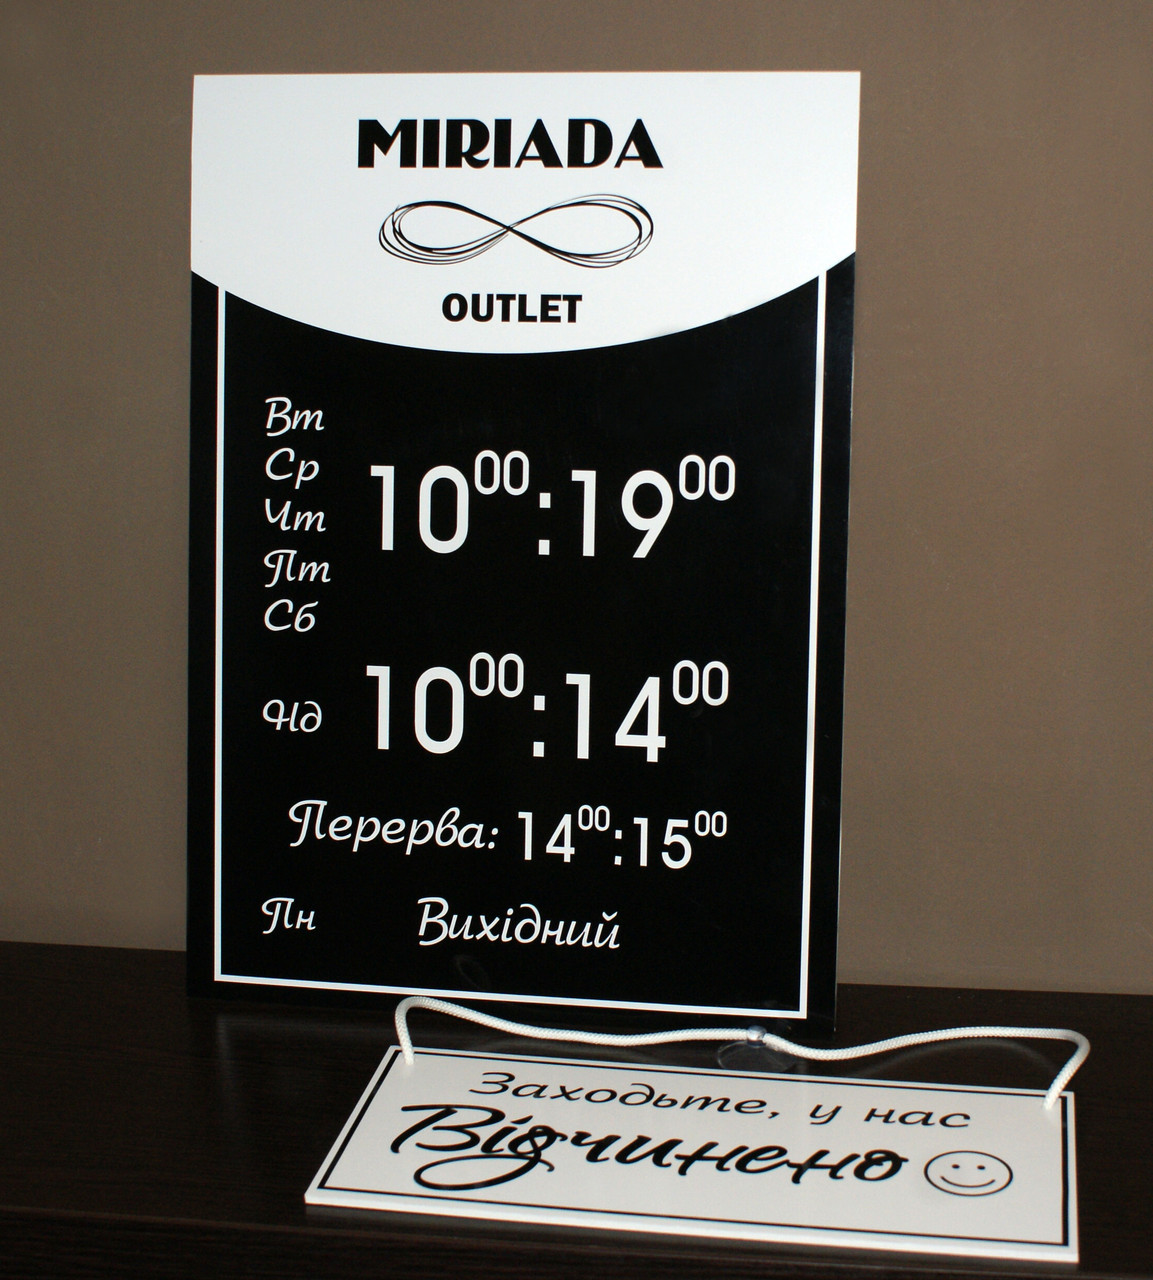 MIRIADA
OUTLET
Вт
Ср
Чт
Пт
Сб
10⁰⁰:19⁰⁰
Нд 10⁰⁰:14⁰⁰
Перерва: 14⁰⁰:15⁰⁰
Пн Вихідний
Заходьте, у нас
Відчинено